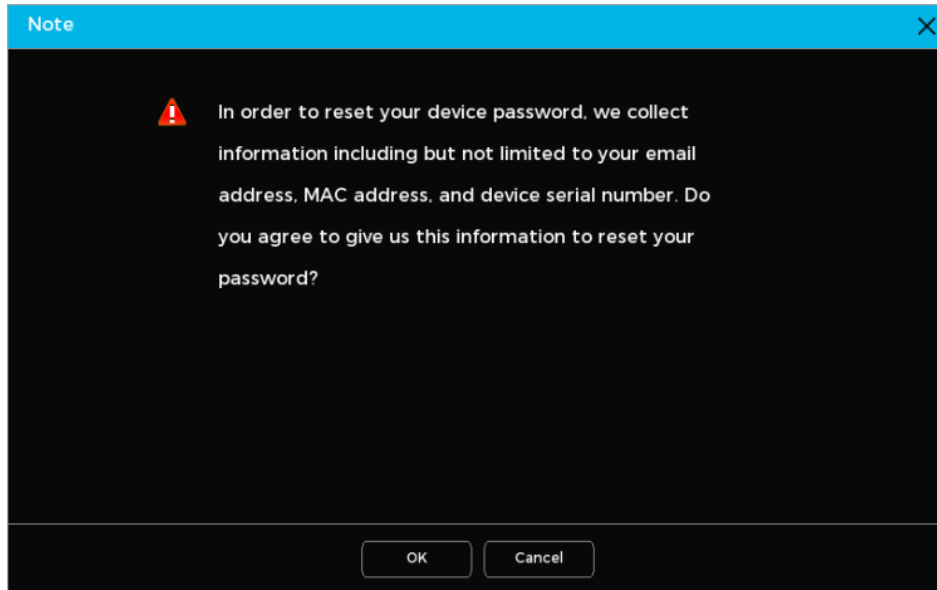 Note
In order to reset your device password, we collect
information including but not limited to your email
address, MAC address, and device serial number. Do
you agree to give us this information to reset your
password?
OK
Cancel